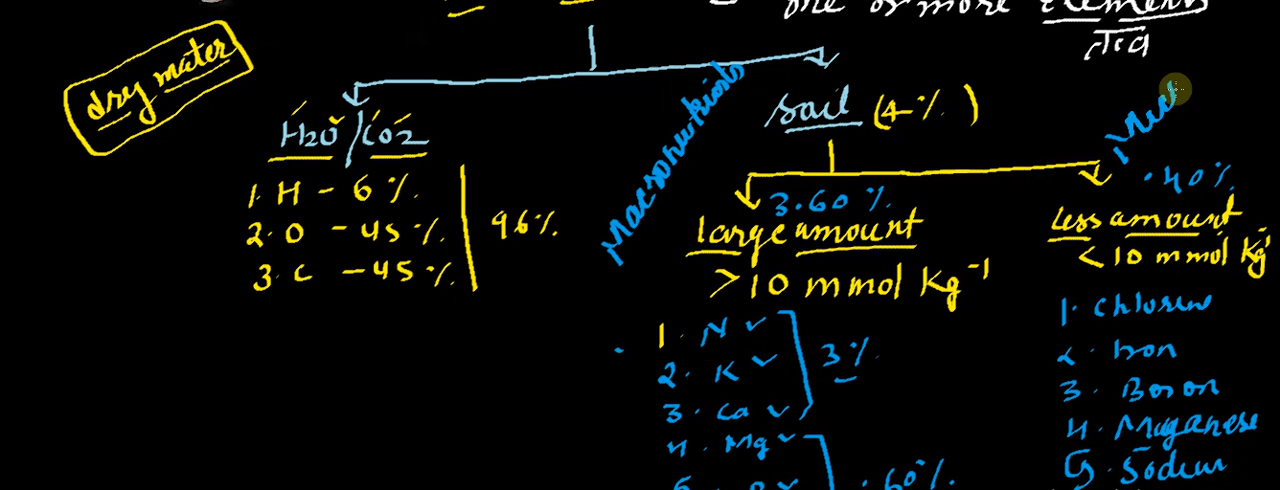 one or more Elements
dry mater
H2O/CO2
1. H - 6 %.
2. O - 45 %.
3. C - 45 %.
96%.
Macronutrients
Soil (4%.)
3.60 %.
large amount
>10 mmol Kg-1
1. N ✓
2. K ✓
3. Ca ✓
3%.
4. Mg ✓
5.
.60%.
.40%.
Less amount
<10 mmol Kg-1
1. Chlorine
2. Iron
3. Boron
4. Maganese
5. Sodium